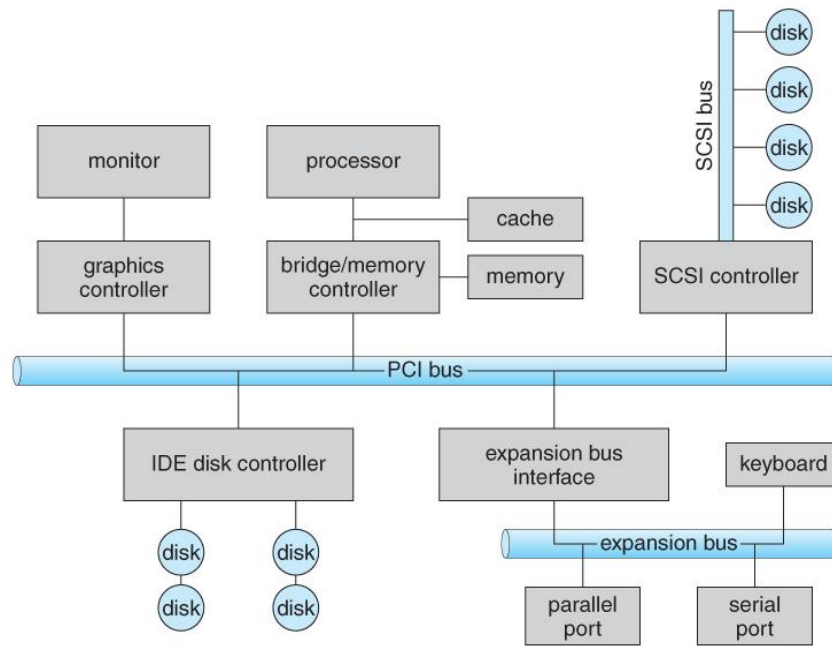 disk
disk
disk
disk
SCSI bus
monitor
processor
cache
graphics
controller
bridge/memory
controller
memory
SCSI controller
PCI bus
IDE disk controller
expansion bus
interface
keyboard
disk
disk
expansion bus
disk
disk
parallel
port
serial
port